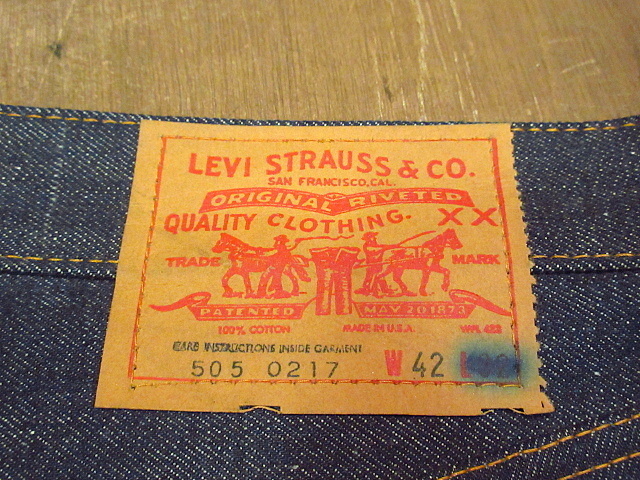 LEVI STRAUSS & CO.
SAN FRANCISCO, CAL.
ORIGINAL RIVETED
QUALITY CLOTHING. XX
TRADE MARK
PATENTED MAY 20 1873
100% COTTON MADE IN U.S.A. WPL 423
CARE INSTRUCTIONS INSIDE GARMENT
505 0217 W 42 L